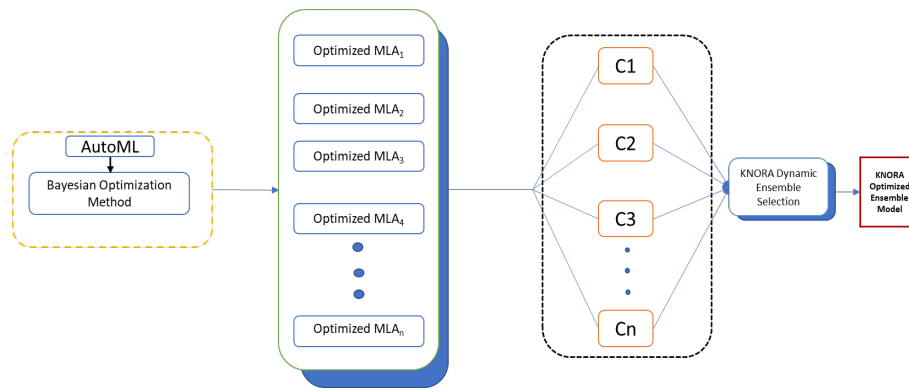 AutoML
Bayesian Optimization
Method
Optimized MLA₁
Optimized MLA₂
Optimized MLA₃
Optimized MLA₄
Optimized MLAₙ
C1
C2
C3
Cn
KNORA Dynamic
Ensemble
Selection
KNORA
Optimized
Ensemble
Model